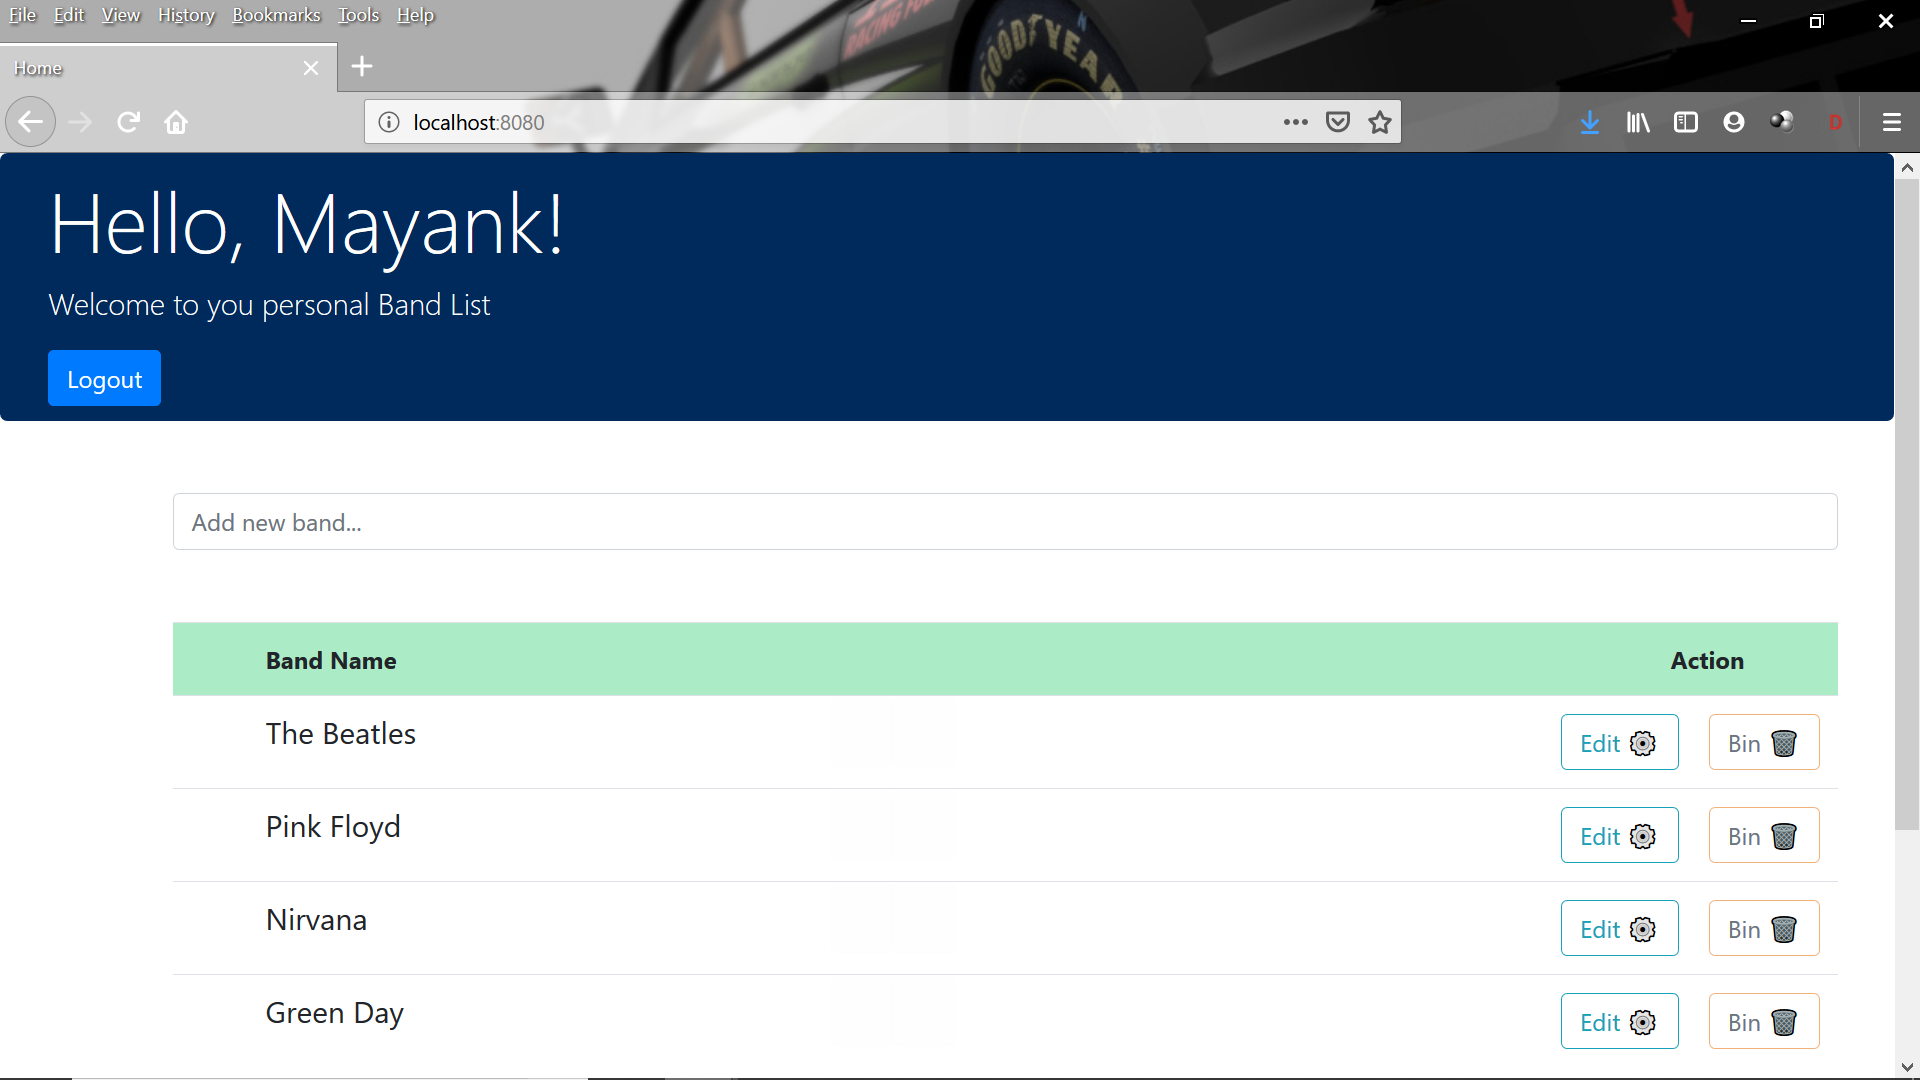 File Edit View History Bookmarks Tools Help
GOODYEAR
RACING
Home
localhost:8080
D
Hello, Mayank!
Welcome to you personal Band List
Logout
Add new band...
Band Name Action
The Beatles Edit Bin
Pink Floyd Edit Bin
Nirvana Edit Bin
Green Day Edit Bin